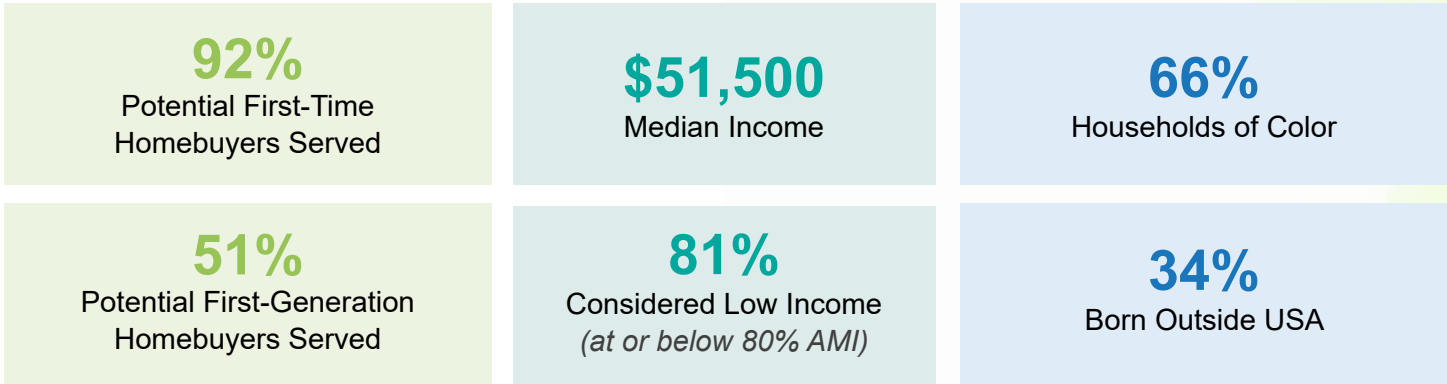 92%
Potential First-Time
Homebuyers Served
$51,500
Median Income
66%
Households of Color
51%
Potential First-Generation
Homebuyers Served
81%
Considered Low Income
(at or below 80% AMI)
34%
Born Outside USA